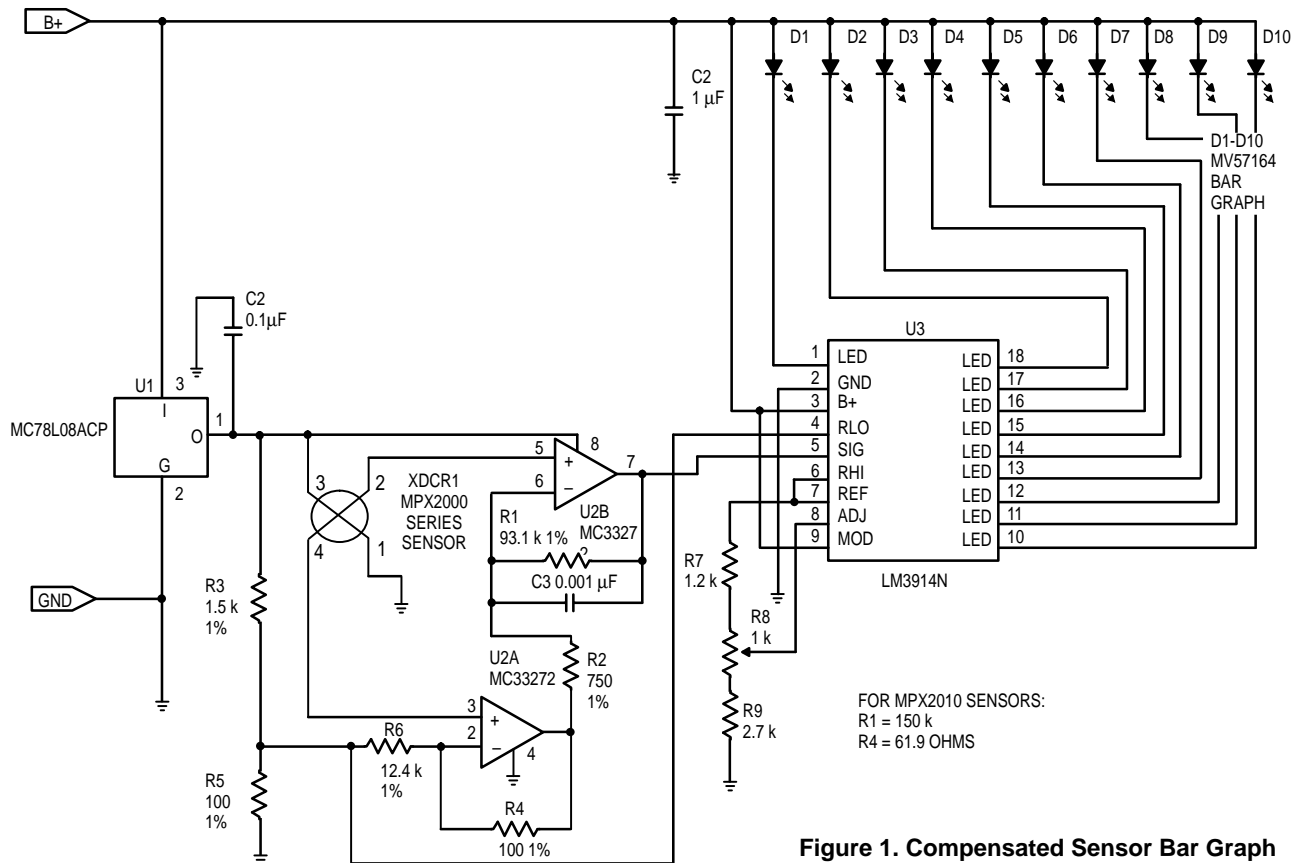 B+
D1
D2
D3
D4
D5
D6
D7
D8
D9
D10
C2
1 µF
D1-D10
MV57164
BAR
GRAPH
C2
0.1µF
U1
3
I
MC78L08ACP
O
1
G
2
GND
R3
1.5 k
1%
R5
100
1%
3
2
4
1
XDCR1
MPX2000
SERIES
SENSOR
5
+
6
–
8
7
U2B
MC3327
2
R1
93.1 k 1%
C3 0.001 µF
R2
750
1%
U2A
MC33272
3
+
2
–
4
R6
12.4 k
1%
R4
100 1%
U3
1 LED
2 GND
3 B+
4 RLO
5 SIG
6 RHI
7 REF
8 ADJ
9 MOD
LED 18
LED 17
LED 16
LED 15
LED 14
LED 13
LED 12
LED 11
LED 10
LM3914N
R7
1.2 k
R8
1 k
R9
2.7 k
FOR MPX2010 SENSORS:
R1 = 150 k
R4 = 61.9 OHMS
Figure 1. Compensated Sensor Bar Graph